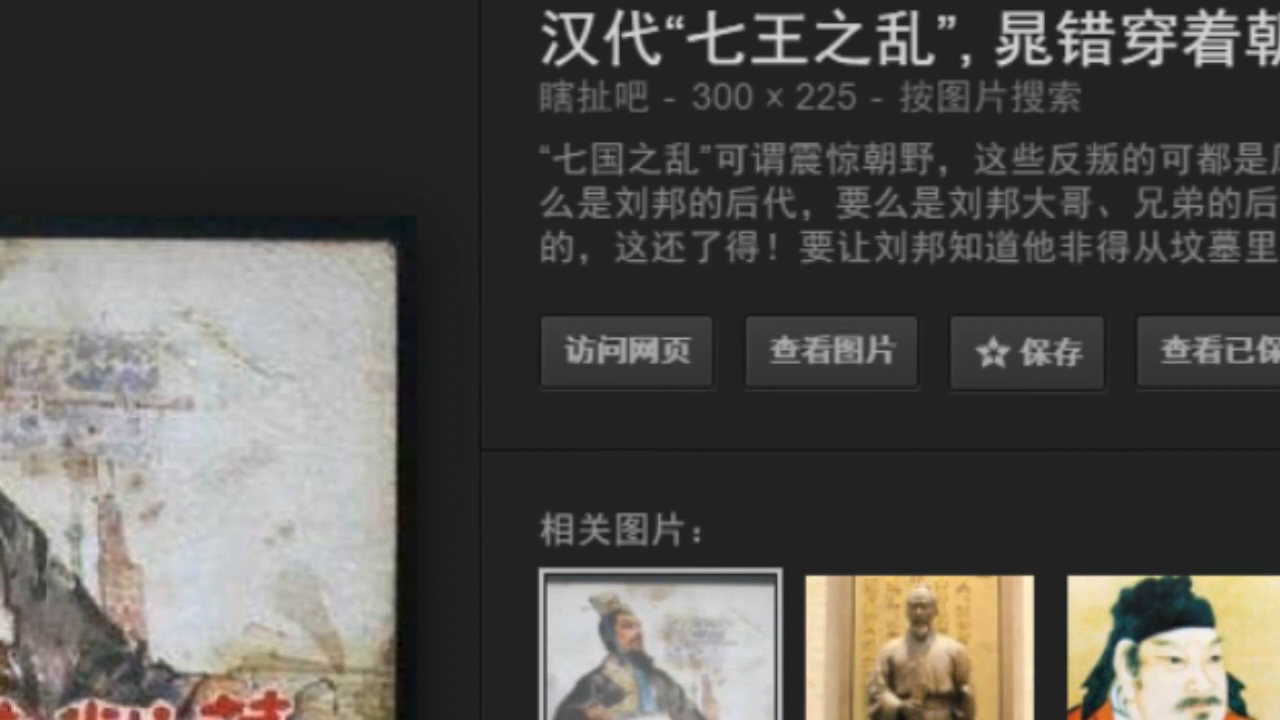 汉代“七王之乱”, 晁错穿着朝
瞎扯吧 - 300 × 225 - 按图片搜索
“七国之乱”可谓震惊朝野，这些反叛的可都是
么是刘邦的后代，要么是刘邦大哥、兄弟的后
的，这还了得！要让刘邦知道他非得从坟墓里
访问网页
查看图片
☆ 保存
查看已保
相关图片：